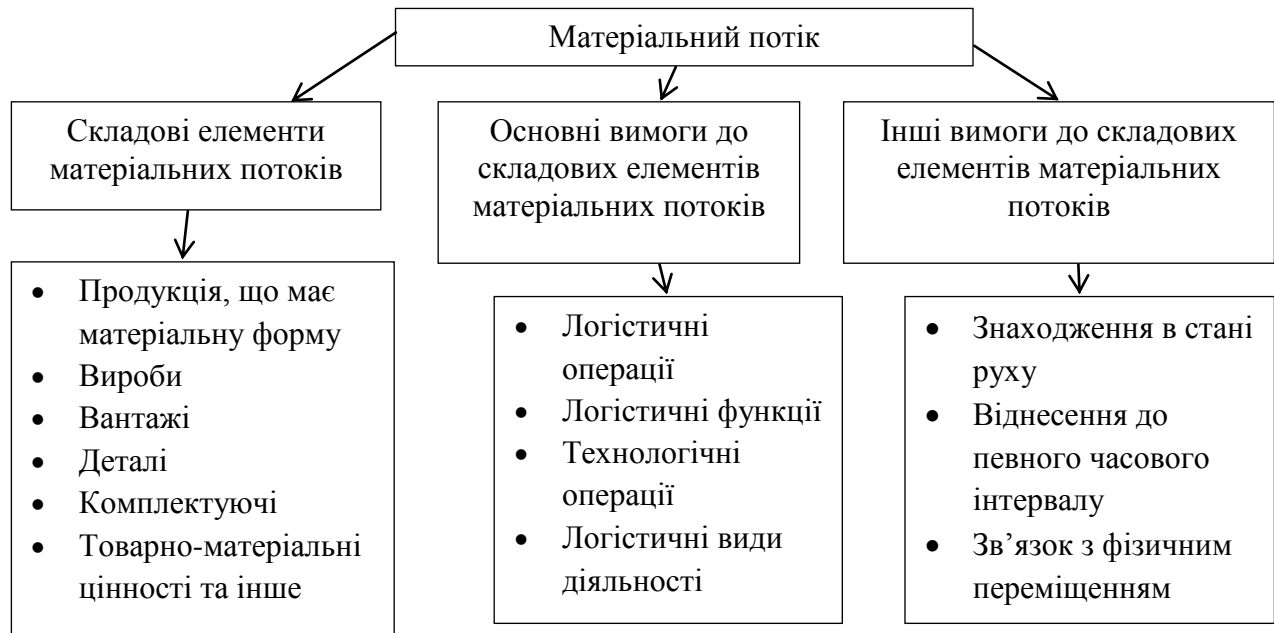 Матеріальний потік
Складові елементи
матеріальних потоків
Основні вимоги до
складових елементів
матеріальних потоків
Інші вимоги до складових
елементів матеріальних
потоків
• Продукція, що має
матеріальну форму
• Вироби
• Вантажі
• Деталі
• Комплектуючі
• Товарно-матеріальні
цінності та інше
• Логістичні
операції
• Логістичні функції
• Технологічні
операції
• Логістичні види
діяльності
• Знаходження в стані
руху
• Віднесення до
певного часового
інтервалу
• Зв’язок з фізичним
переміщенням